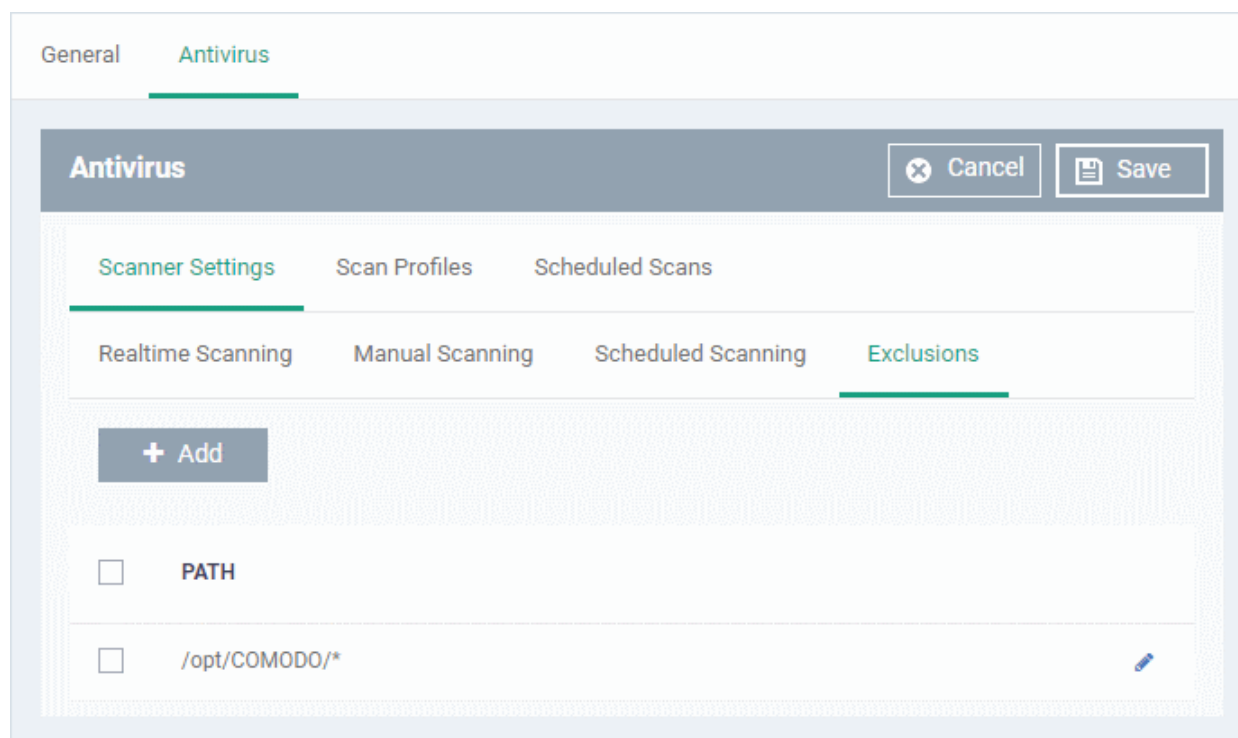 General Antivirus
Antivirus Cancel Save
Scanner Settings Scan Profiles Scheduled Scans
Realtime Scanning Manual Scanning Scheduled Scanning Exclusions
+ Add
PATH
/opt/COMODO/*